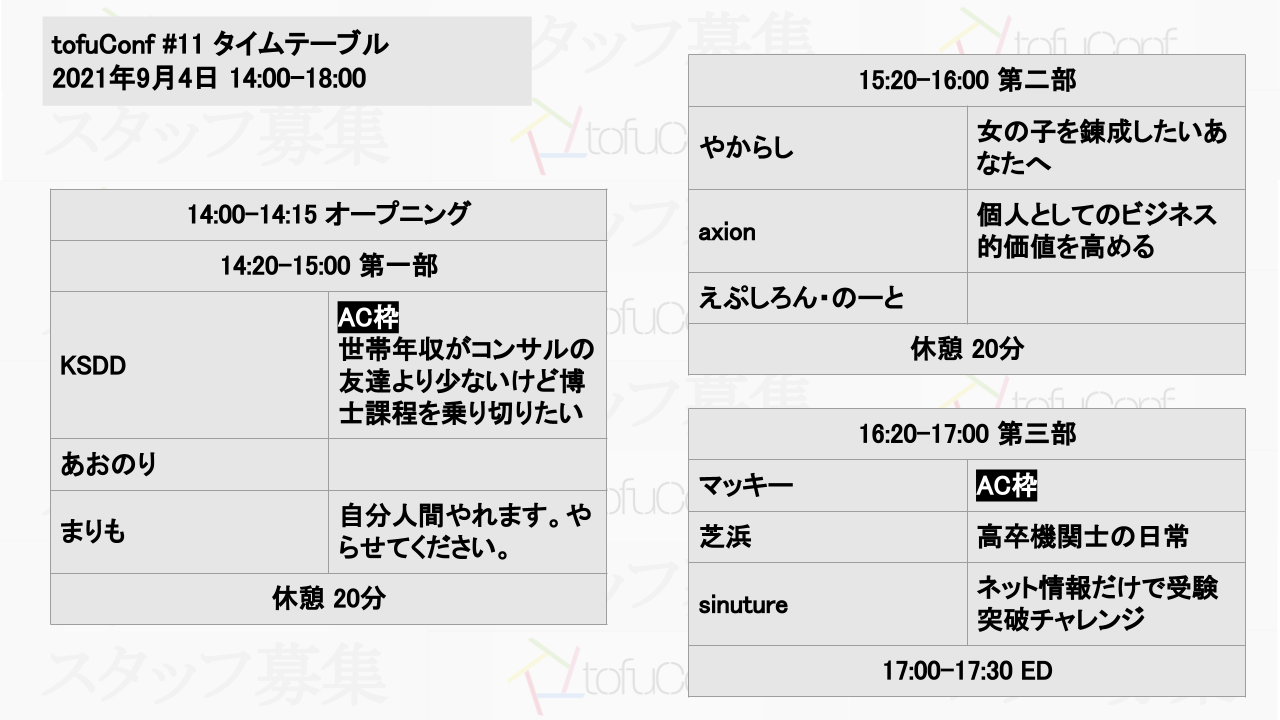 tofuConf #11 タイムテーブル
2021年9月4日 14:00-18:00
14:00-14:15 オープニング
14:20-15:00 第一部
KSDD
AC枠
世帯年収がコンサルの
友達より少ないけど博
士課程を乗り切りたい
あおのり
まりも
自分人間やれます。や
らせてください。
休憩 20分
15:20-16:00 第二部
やからし
女の子を錬成したいあ
なたへ
axion
個人としてのビジネス
的価値を高める
えぷしろん・のーと
休憩 20分
16:20-17:00 第三部
マッキー
AC枠
芝浜
高卒機関士の日常
sinuture
ネット情報だけで受験
突破チャレンジ
17:00-17:30 ED
スタッフ募集
tofuConf